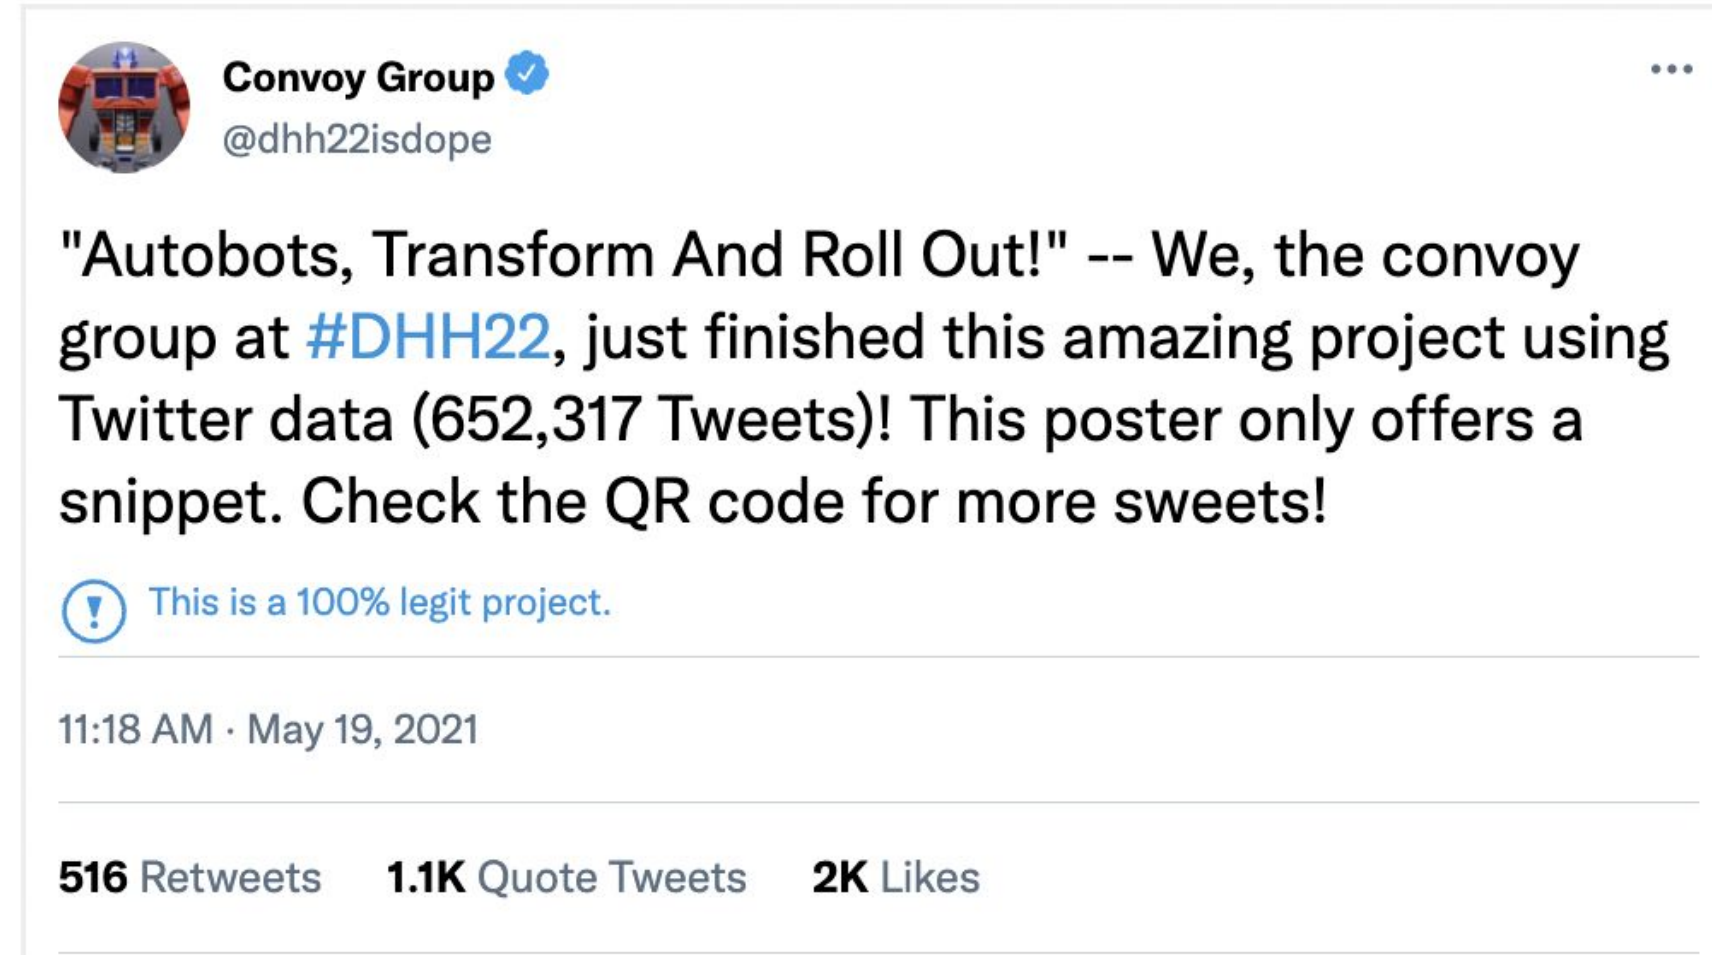 Convoy Group
@dhh22isdope
"Autobots, Transform And Roll Out!" -- We, the convoy
group at #DHH22, just finished this amazing project using
Twitter data (652,317 Tweets)! This poster only offers a
snippet. Check the QR code for more sweets!
This is a 100% legit project.
11:18 AM · May 19, 2021
516 Retweets 1.1K Quote Tweets 2K Likes